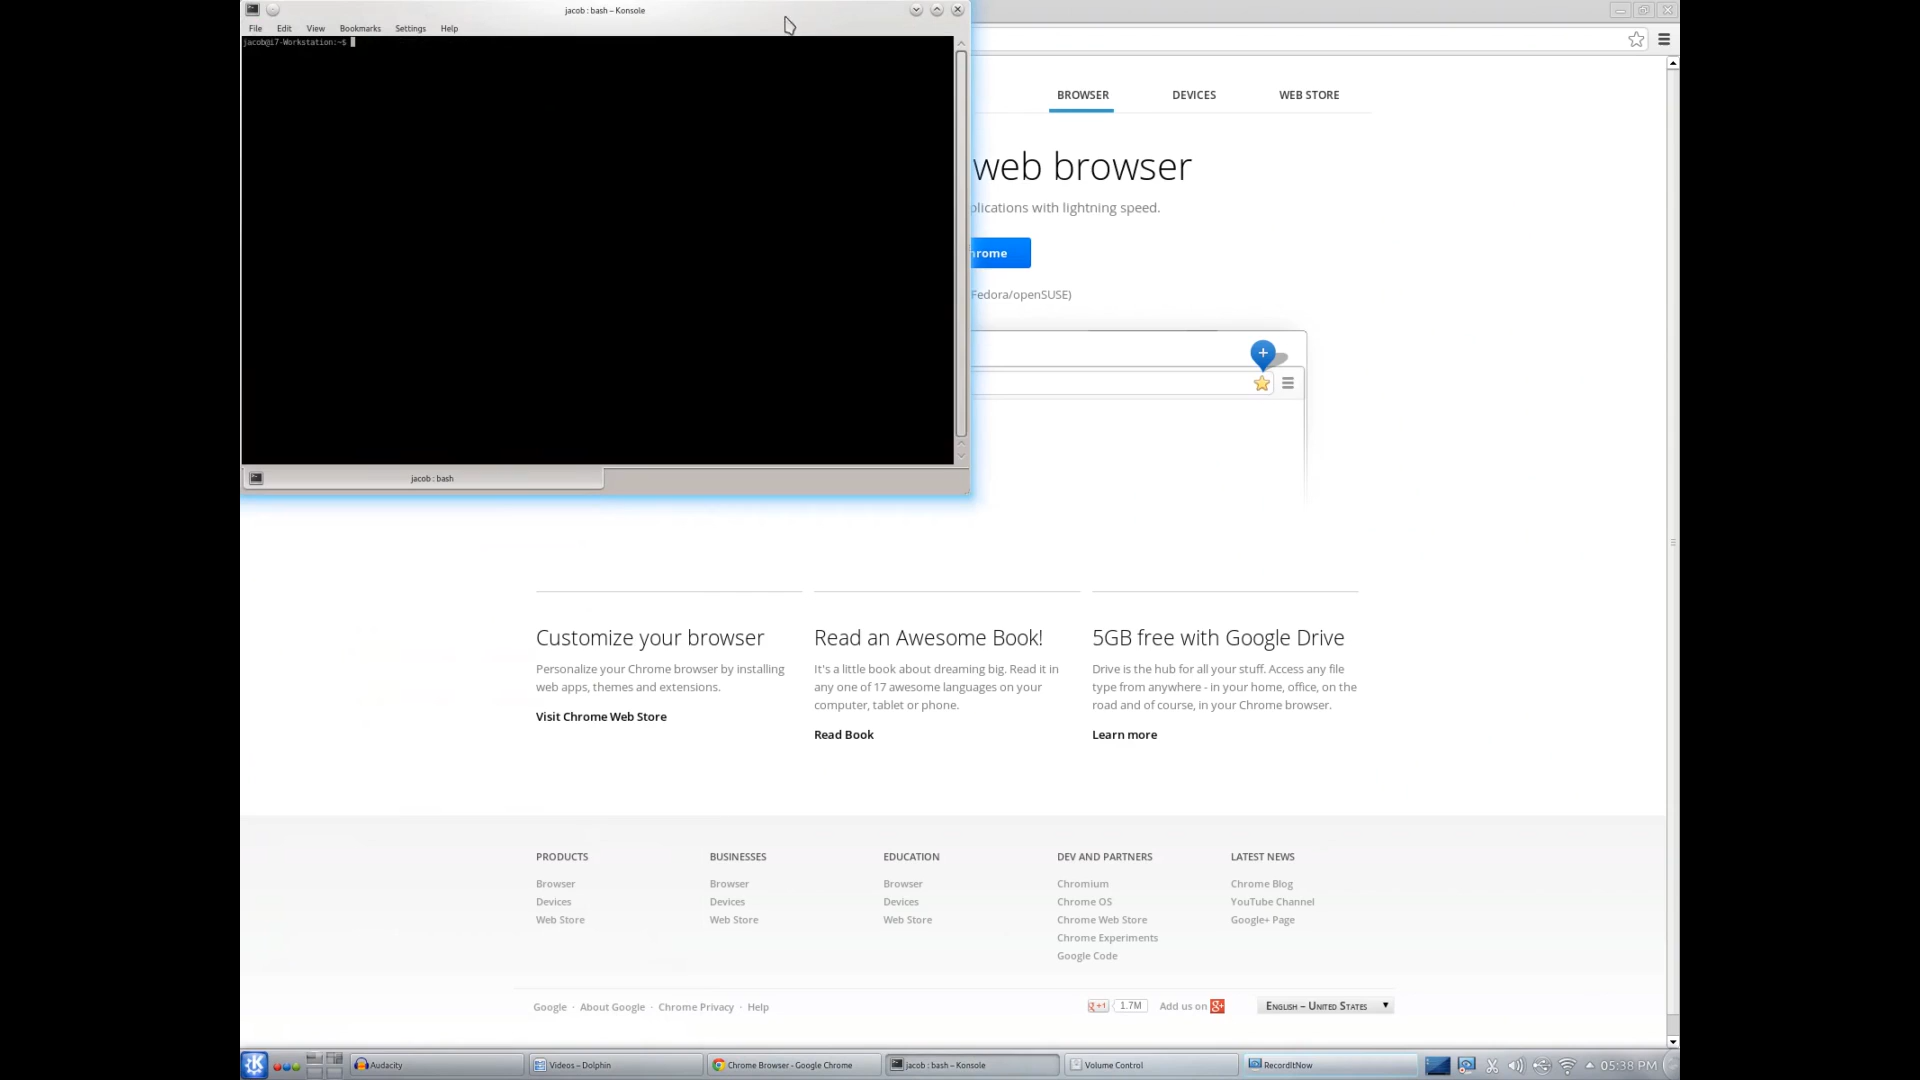 jacob : bash – Konsole
File Edit View Bookmarks Settings Help
jacob@i7-Workstation:~$
jacob : bash
BROWSER DEVICES WEB STORE
web browser
plications with lightning speed.
hrome
Fedora/openSUSE)
Customize your browser
Personalize your Chrome browser by installing
web apps, themes and extensions.
Visit Chrome Web Store
Read an Awesome Book!
It's a little book about dreaming big. Read it in
any one of 17 awesome languages on your
computer, tablet or phone.
Read Book
5GB free with Google Drive
Drive is the hub for all your stuff. Access any file
type from anywhere - in your home, office, on the
road and of course, in your Chrome browser.
Learn more
PRODUCTS
Browser
Devices
Web Store
BUSINESSES
Browser
Devices
Web Store
EDUCATION
Browser
Devices
Web Store
DEV AND PARTNERS
Chromium
Chrome OS
Chrome Web Store
Chrome Experiments
Google Code
LATEST NEWS
Chrome Blog
YouTube Channel
Google+ Page
Google · About Google · Chrome Privacy · Help
g+1 1.7M Add us on g+ English – United States
Audacity Videos – Dolphin Chrome Browser - Google Chrome jacob : bash – Konsole Volume Control RecordItNow 05:38 PM